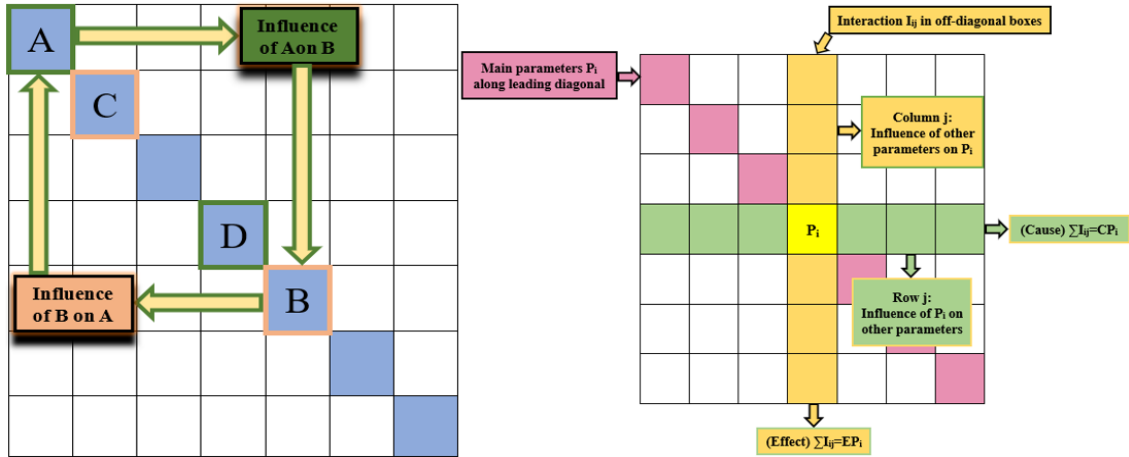 A
Influence
of Aon B
C
D
B
Influence
of B on A
Interaction Iij in off-diagonal boxes
Main parameters Pi
along leading diagonal
Column j:
Influence of other
parameters on Pi
Pi
(Cause) ∑Iij=CPi
Row j:
Influence of Pi on
other parameters
(Effect) ∑Iij=EPi